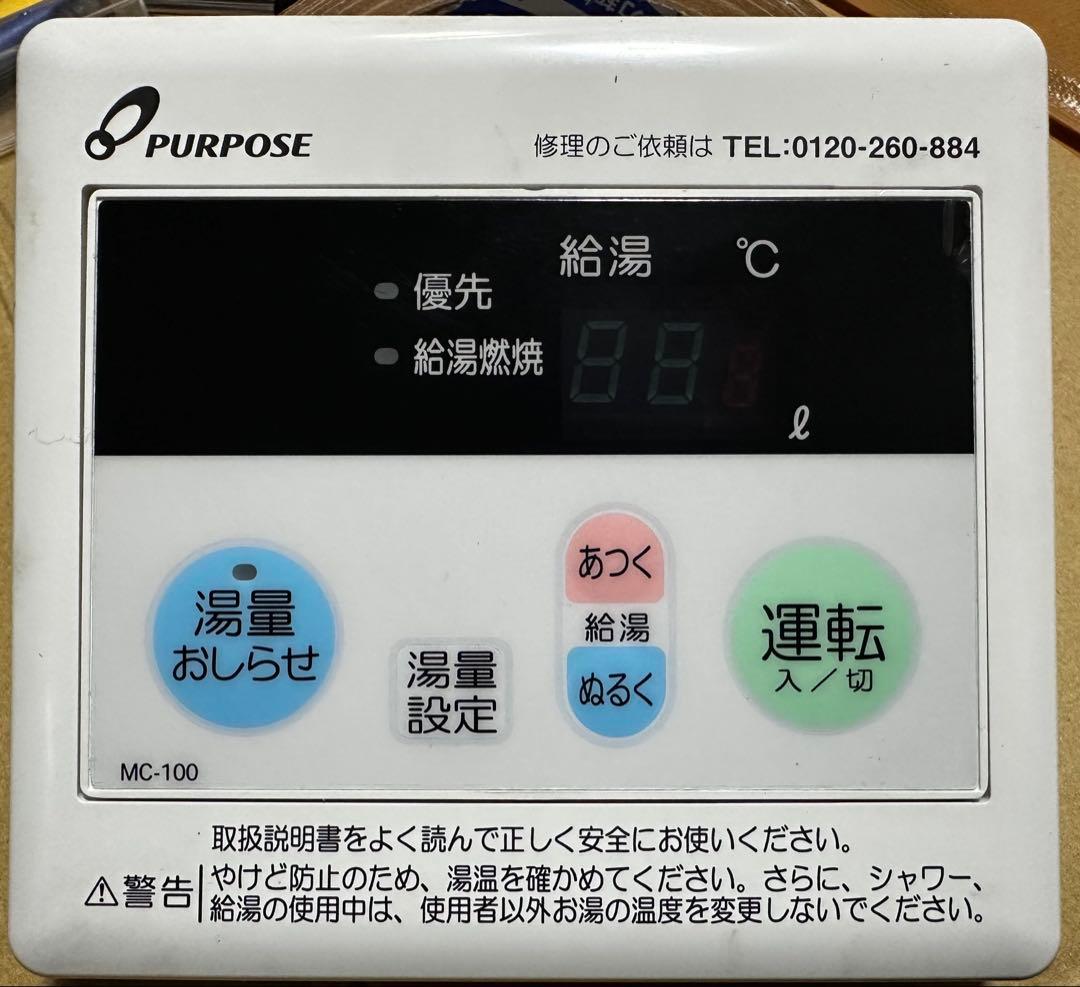 PURPOSE
修理のご依頼は TEL:0120-260-884
給湯 ℃
優先
給湯燃焼
88 8
ℓ
湯量
おしらせ
湯量
設定
あつく
給湯
ぬるく
運転
入/切
MC-100
取扱説明書をよく読んで正しく安全にお使いください。
⚠警告
やけど防止のため、湯温を確かめてください。さらに、シャワー、
給湯の使用中は、使用者以外お湯の温度を変更しないでください。